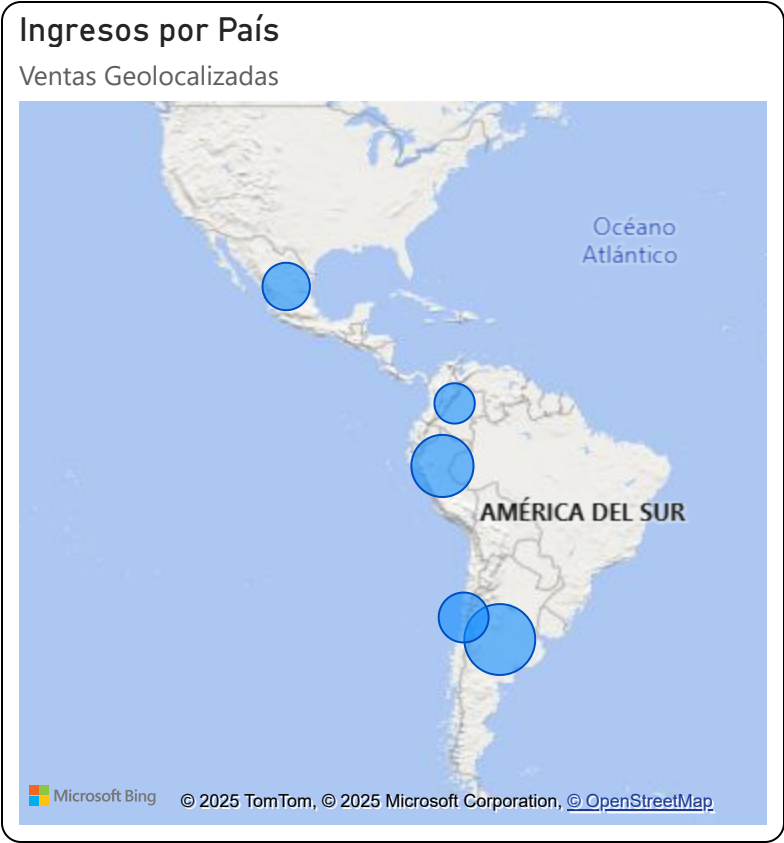 Ingresos por País
Ventas Geolocalizadas
Océano
Atlántico
AMÉRICA DEL SUR
Microsoft Bing
© 2025 TomTom, © 2025 Microsoft Corporation, © OpenStreetMap